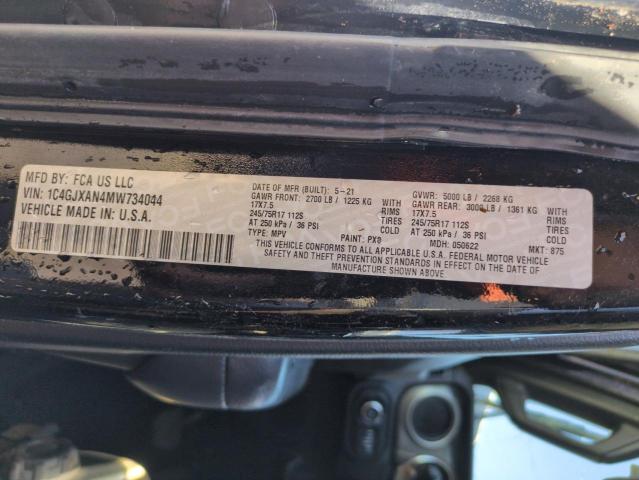 MFD BY: FCA US LLC
VIN: 1C4GJXAN4MW734044
VEHICLE MADE IN: U.S.A.
DATE OF MFR (BUILT): 5-21
GAWR FRONT: 2700 LB / 1225 KG WITH
17X7.5 RIMS
245/75R17 112S TIRES
AT 250 kPa / 36 PSI COLD
TYPE: MPV PAINT: PX8
GVWR: 5000 LB / 2268 KG
GAWR REAR: 3000 LB / 1361 KG WITH
17X7.5 RIMS
245/75R17 112S TIRES
AT 250 kPa / 36 PSI COLD
MDH: 050622 MKT: 875
THIS VEHICLE CONFORMS TO ALL APPLICABLE U.S.A. FEDERAL MOTOR VEHICLE
SAFETY AND THEFT PREVENTION STANDARDS IN EFFECT ON THE DATE OF
MANUFACTURE SHOWN ABOVE.